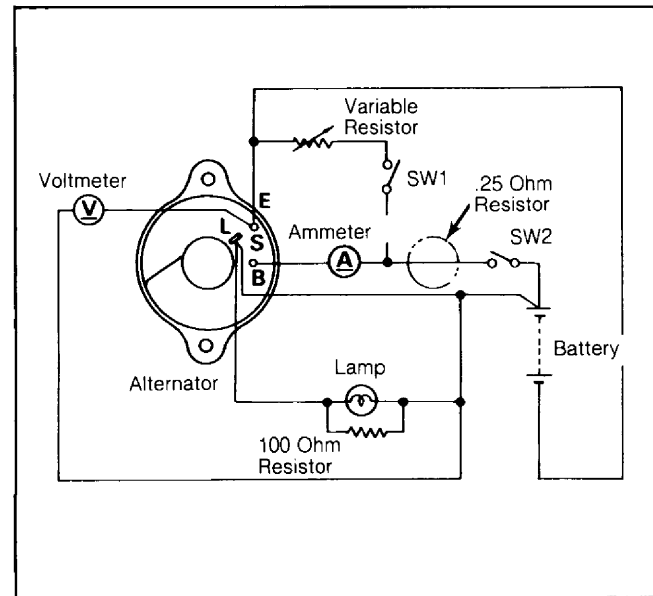 Variable
Resistor
Voltmeter
E
SW1
.25 Ohm
Resistor
V
L
S
Ammeter
SW2
A
B
Battery
Lamp
Alternator
100 Ohm
Resistor